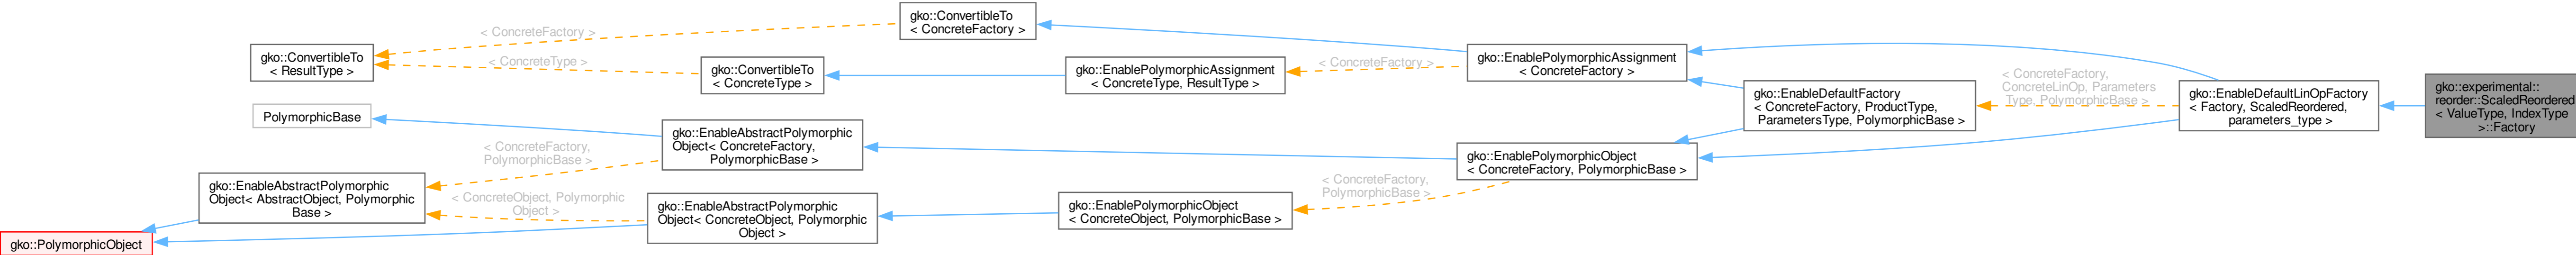 gko::ConvertibleTo
< ConcreteFactory >
< ConcreteFactory >
gko::ConvertibleTo
< ResultType >
< ConcreteType >
gko::ConvertibleTo
< ConcreteType >
gko::EnablePolymorphicAssignment
< ConcreteType, ResultType >
< ConcreteFactory >
gko::EnablePolymorphicAssignment
< ConcreteFactory >
gko::EnableDefaultFactory
< ConcreteFactory, ProductType,
ParametersType, PolymorphicBase >
< ConcreteFactory,
ConcreteLinOp, Parameters
Type, PolymorphicBase >
gko::EnableDefaultLinOpFactory
< Factory, ScaledReordered,
parameters_type >
gko::experimental::
reorder::ScaledReordered
< ValueType, IndexType
>::Factory
PolymorphicBase
gko::EnableAbstractPolymorphic
Object< ConcreteFactory,
PolymorphicBase >
< ConcreteFactory,
PolymorphicBase >
gko::EnablePolymorphicObject
< ConcreteFactory, PolymorphicBase >
gko::EnableAbstractPolymorphic
Object< AbstractObject, Polymorphic
Base >
< ConcreteObject, Polymorphic
Object >
gko::EnableAbstractPolymorphic
Object< ConcreteObject, Polymorphic
Object >
gko::EnablePolymorphicObject
< ConcreteObject, PolymorphicBase >
< ConcreteFactory,
PolymorphicBase >
gko::PolymorphicObject